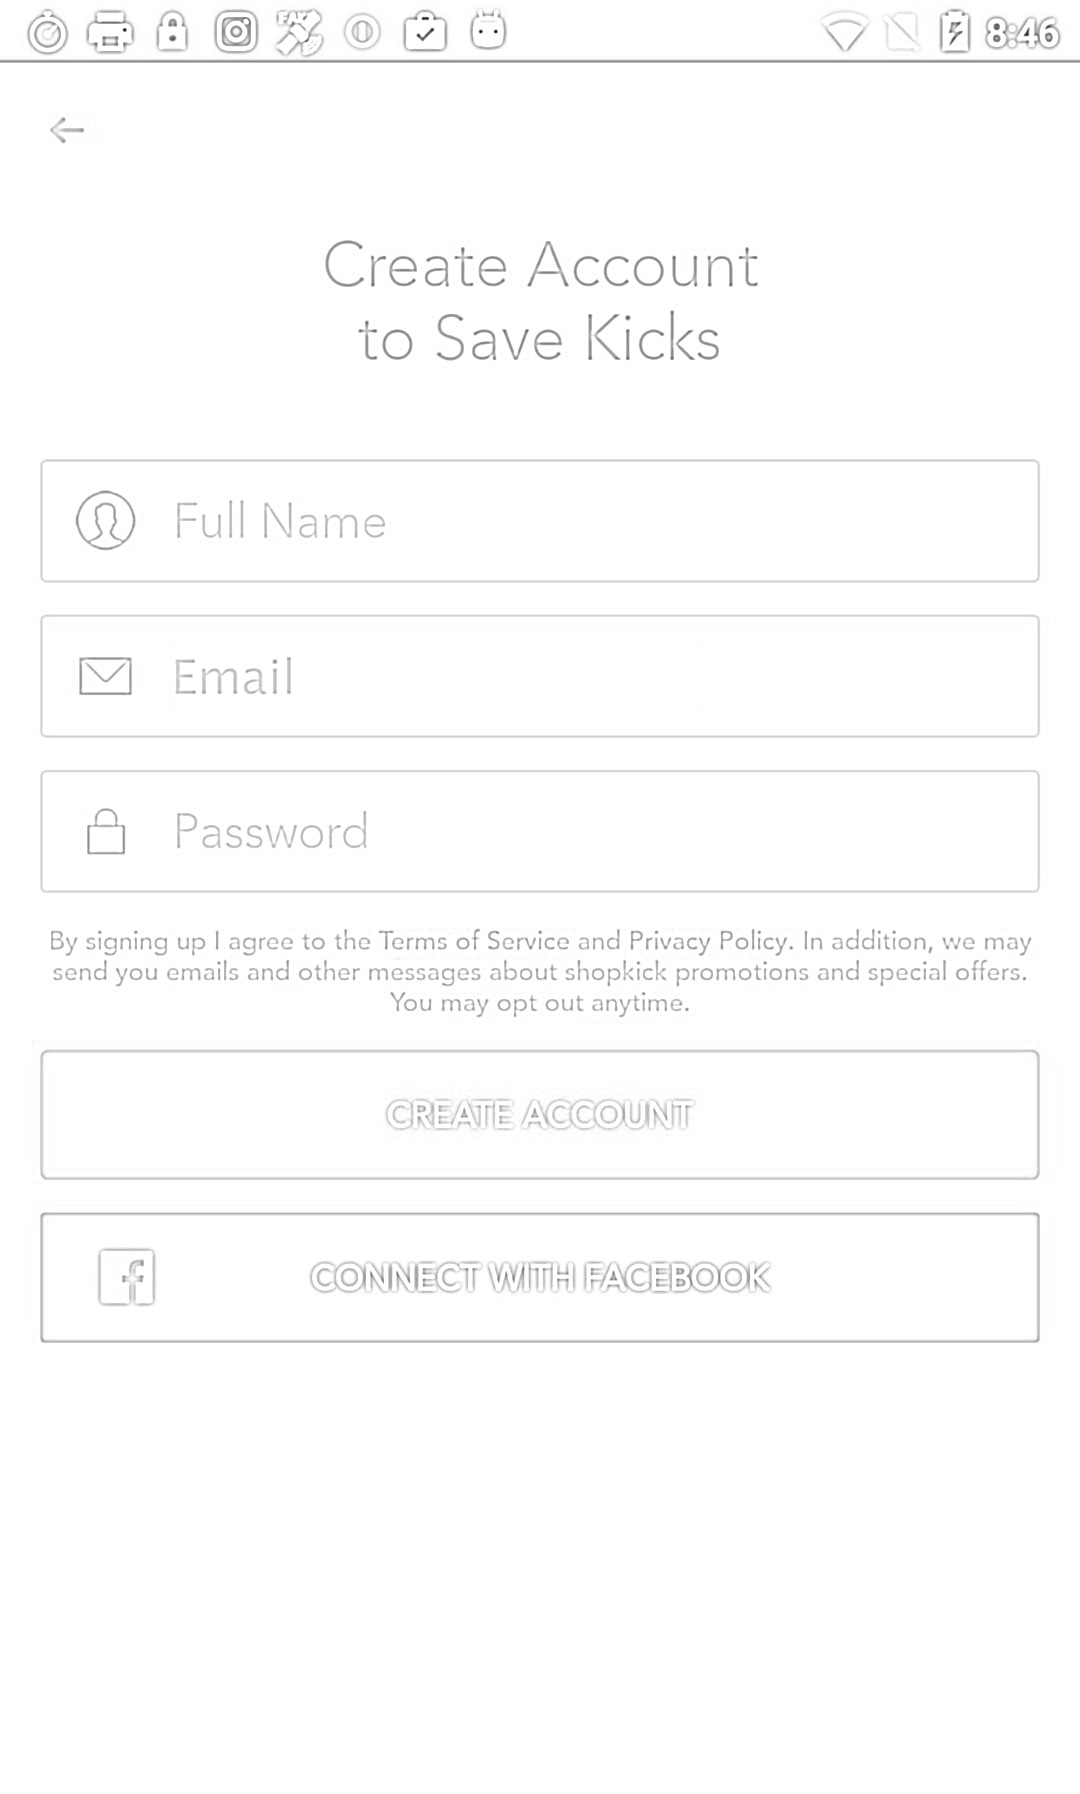 8:46
Create Account
to Save Kicks
Full Name
Email
Password
By signing up I agree to the Terms of Service and Privacy Policy. In addition, we may
send you emails and other messages about shopkick promotions and special offers.
You may opt out anytime.
CREATE ACCOUNT
CONNECT WITH FACEBOOK